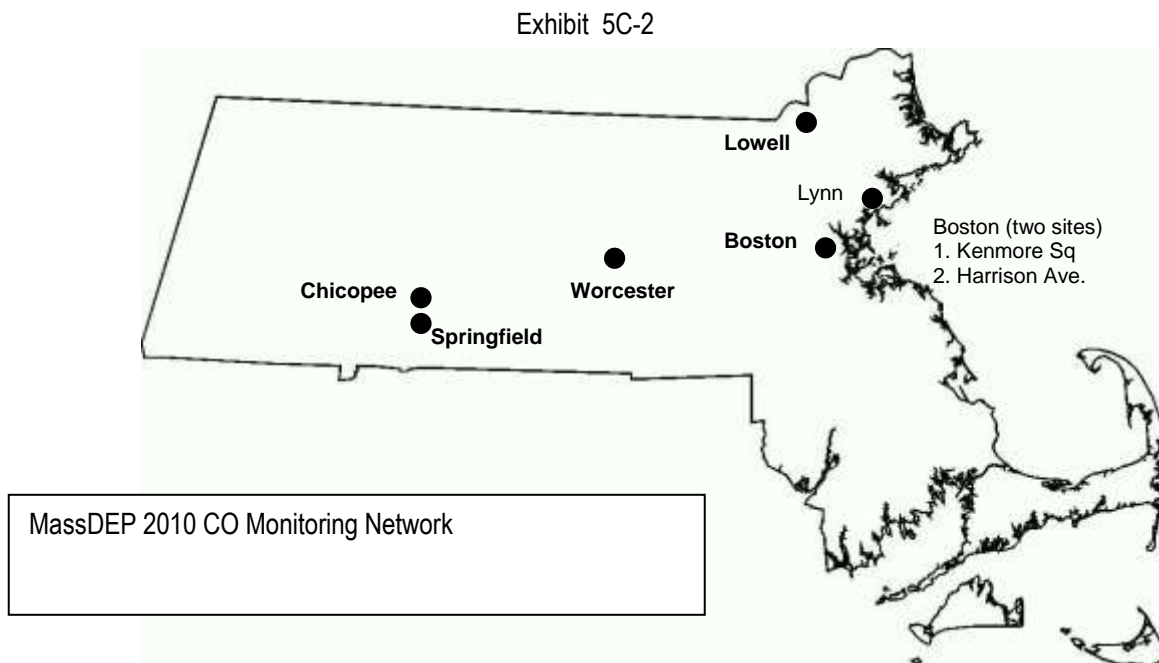 Exhibit 5C-2
Lowell
Lynn
Boston
Boston (two sites)
1. Kenmore Sq
2. Harrison Ave.
Chicopee
Worcester
Springfield
MassDEP 2010 CO Monitoring Network